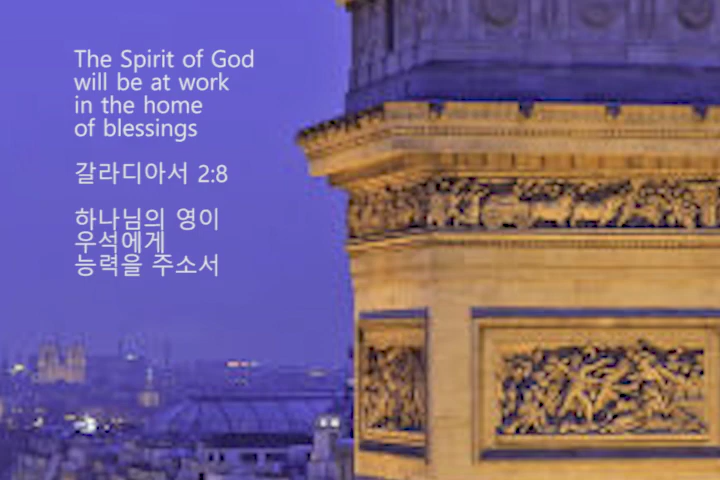 The Spirit of God
will be at work
in the home
of blessings
갈라디아서 2:8
하나님의 영이
우석에게
능력을 주소서